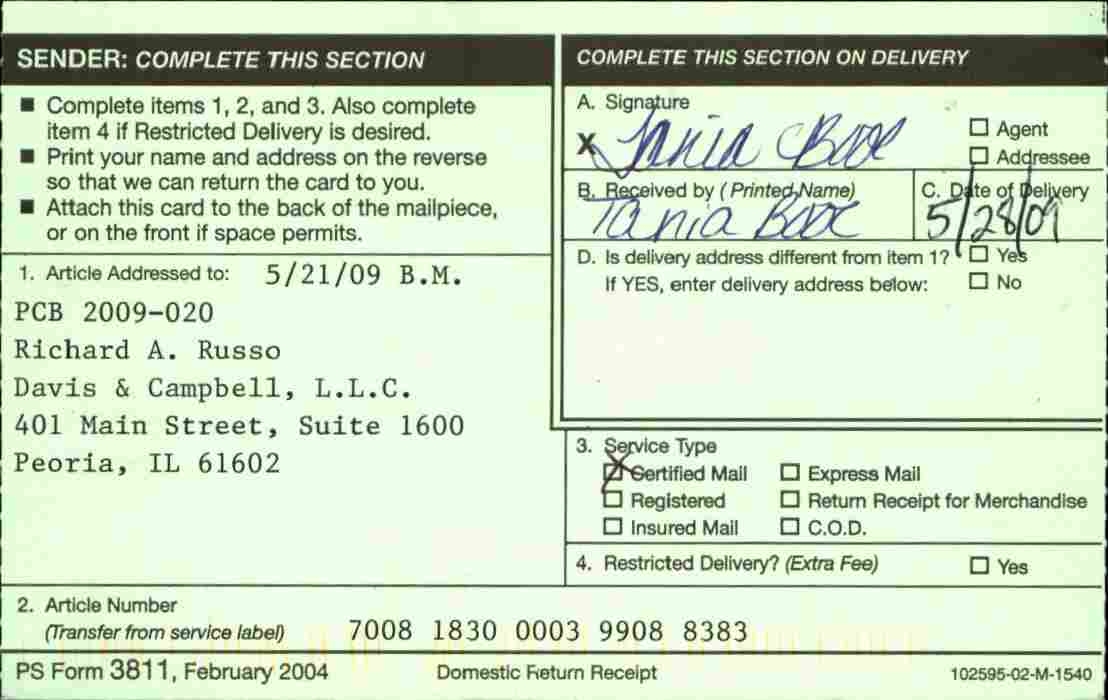 SENDER: COMPLETE THIS SECTION
■ Complete items 1, 2, and 3. Also complete
item 4 if Restricted Delivery is desired.
■ Print your name and address on the reverse
so that we can return the card to you.
■ Attach this card to the back of the mailpiece,
or on the front if space permits.
1. Article Addressed to: 5/21/09 B.M.
PCB 2009-020
Richard A. Russo
Davis & Campbell, L.L.C.
401 Main Street, Suite 1600
Peoria, IL 61602
COMPLETE THIS SECTION ON DELIVERY
A. Signature
X Tania
☐ Agent
☐ Addressee
B. Received by (Printed Name)
Tania
C. Date of Delivery
5/28/09
D. Is delivery address different from item 1? ☐ Yes
If YES, enter delivery address below: ☐ No
3. Service Type
☒ Certified Mail ☐ Express Mail
☐ Registered ☐ Return Receipt for Merchandise
☐ Insured Mail ☐ C.O.D.
4. Restricted Delivery? (Extra Fee) ☐ Yes
2. Article Number
(Transfer from service label) 7008 1830 0003 9908 8383
PS Form 3811, February 2004 Domestic Return Receipt 102595-02-M-1540